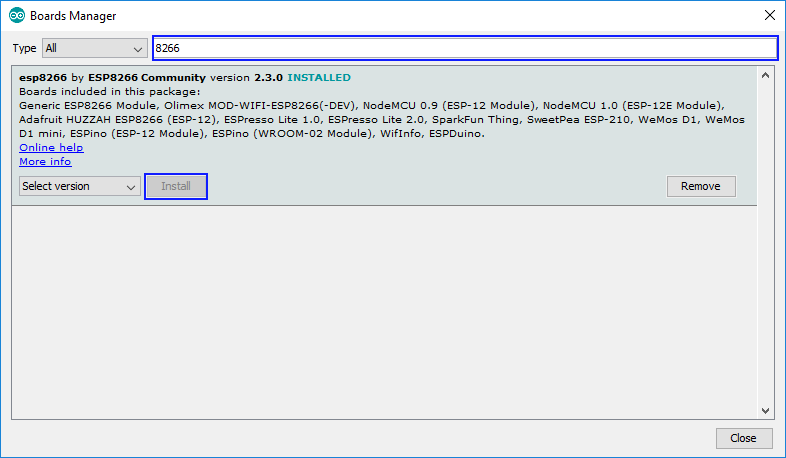 Boards Manager
Type All 8266
esp8266 by ESP8266 Community version 2.3.0 INSTALLED
Boards included in this package:
Generic ESP8266 Module, Olimex MOD-WIFI-ESP8266(-DEV), NodeMCU 0.9 (ESP-12 Module), NodeMCU 1.0 (ESP-12E Module),
Adafruit HUZZAH ESP8266 (ESP-12), ESPresso Lite 1.0, ESPresso Lite 2.0, SparkFun Thing, SweetPea ESP-210, WeMos D1, WeMos
D1 mini, ESPino (ESP-12 Module), ESPino (WROOM-02 Module), WifInfo, ESPDuino.
Online help
More info
Select version Install Remove
Close